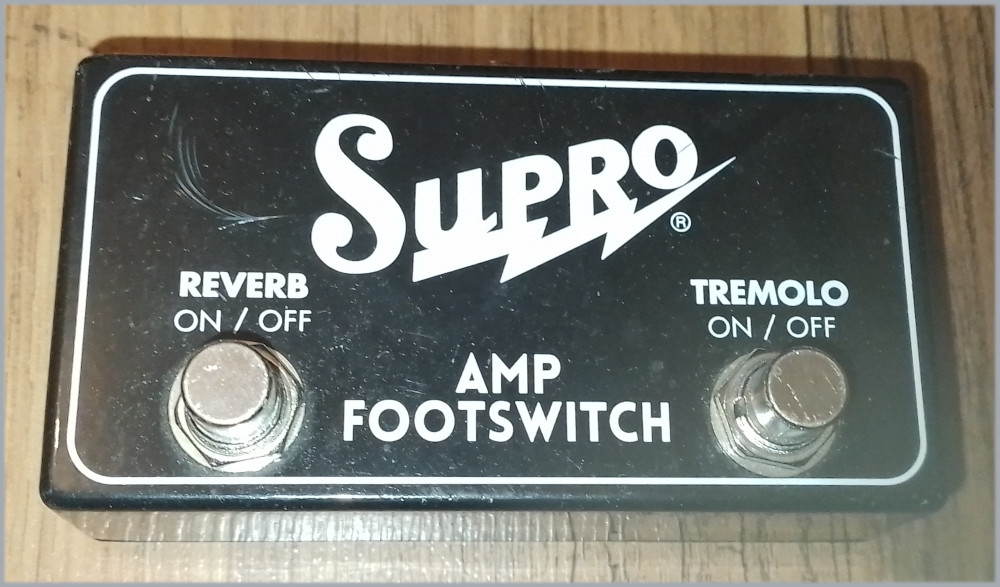 SUPRO ®
REVERB
ON / OFF
TREMOLO
ON / OFF
AMP
FOOTSWITCH